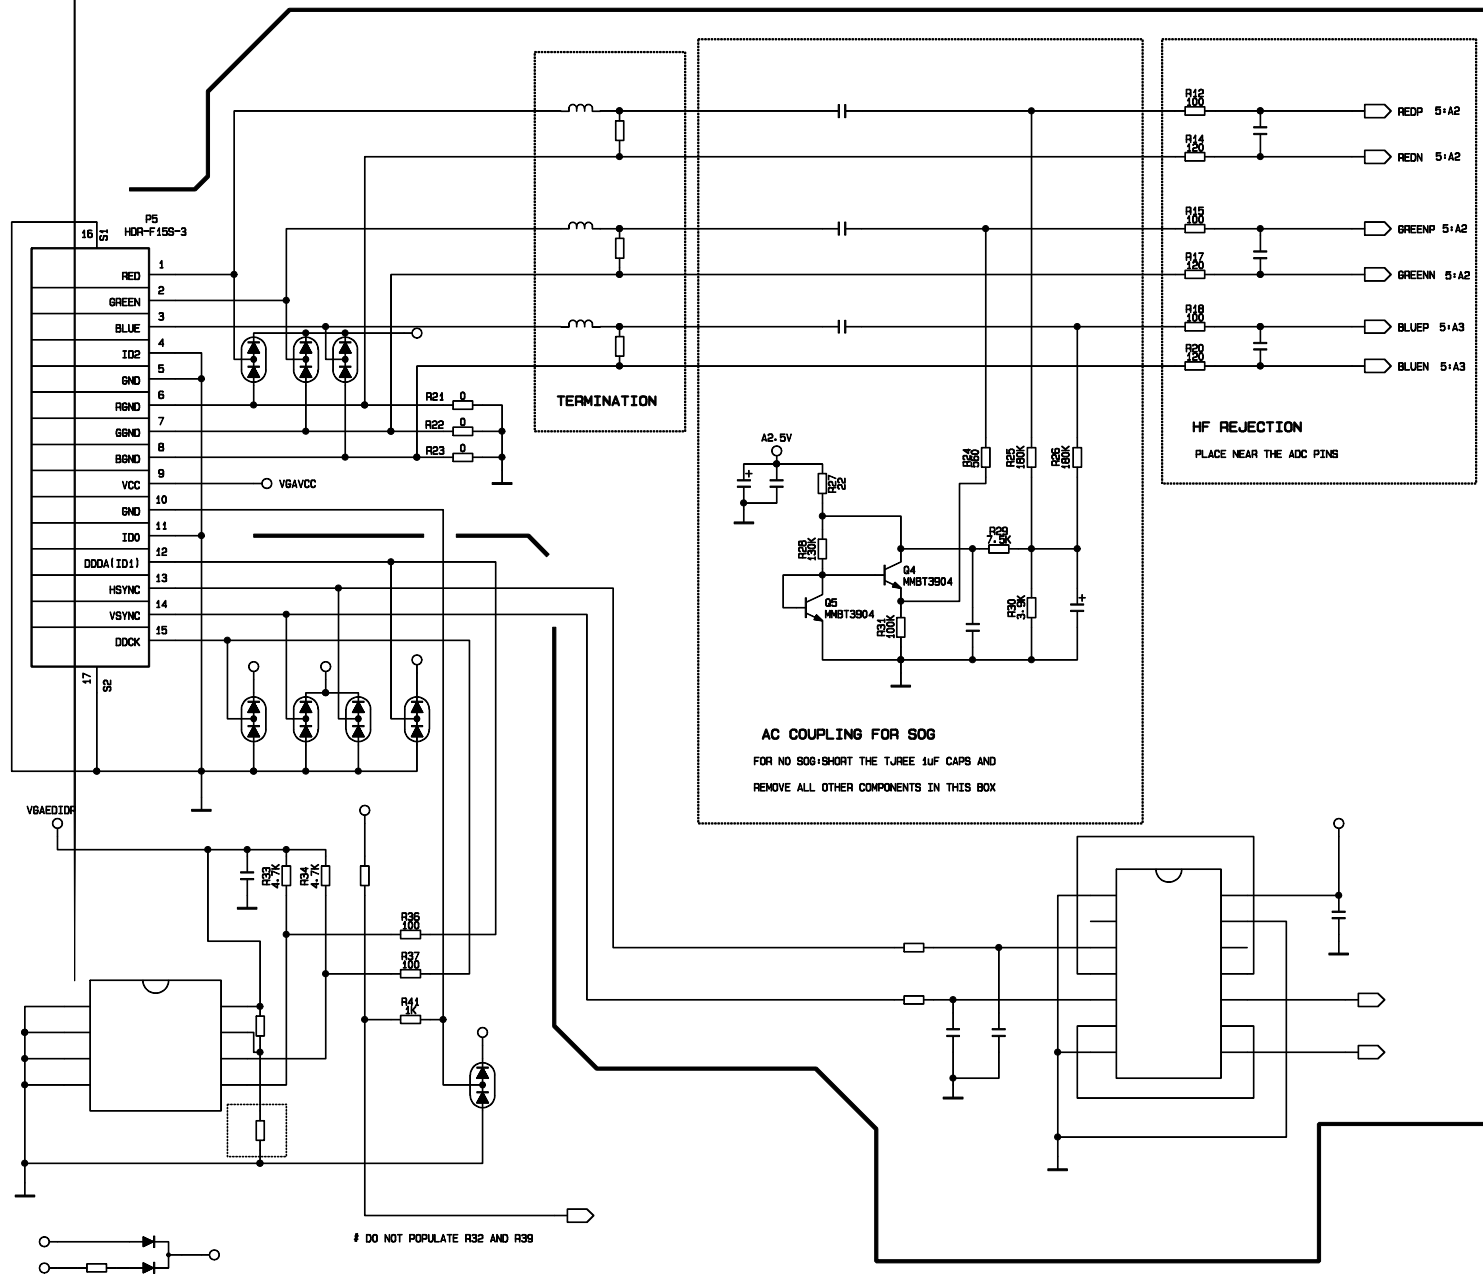 P5
HDR-F15S-3
16
S1
RED 1
GREEN 2
BLUE 3
ID2 4
GND 5
RGND 6
GGND 7
BGND 8
VCC 9
GND 10
ID0 11
DDDA(ID1) 12
HSYNC 13
VSYNC 14
DDCK 15
17
S2
VGAVCC
R21 0
R22 0
R23 0
TERMINATION
A2.5V
R27
22
R28
130K
Q4
MMBT3904
Q5
MMBT3904
R31
100K
R24
560
R25
180K
R26
180K
7.5K
R30
3.9K
AC COUPLING FOR SOG
FOR NO SOG:SHORT THE TJREE 1uF CAPS AND
REMOVE ALL OTHER COMPONENTS IN THIS BOX
R12
100
REDP 5:A2
R14
120
REDN 5:A2
R15
100
GREENP 5:A2
R17
120
GREENN 5:A2
R18
100
BLUEP 5:A3
R20
120
BLUEN 5:A3
HF REJECTION
PLACE NEAR THE ADC PINS
R33
4.7K
R34
4.7K
R36
100
R37
100
R41
1K
# DO NOT POPULATE R32 AND R39